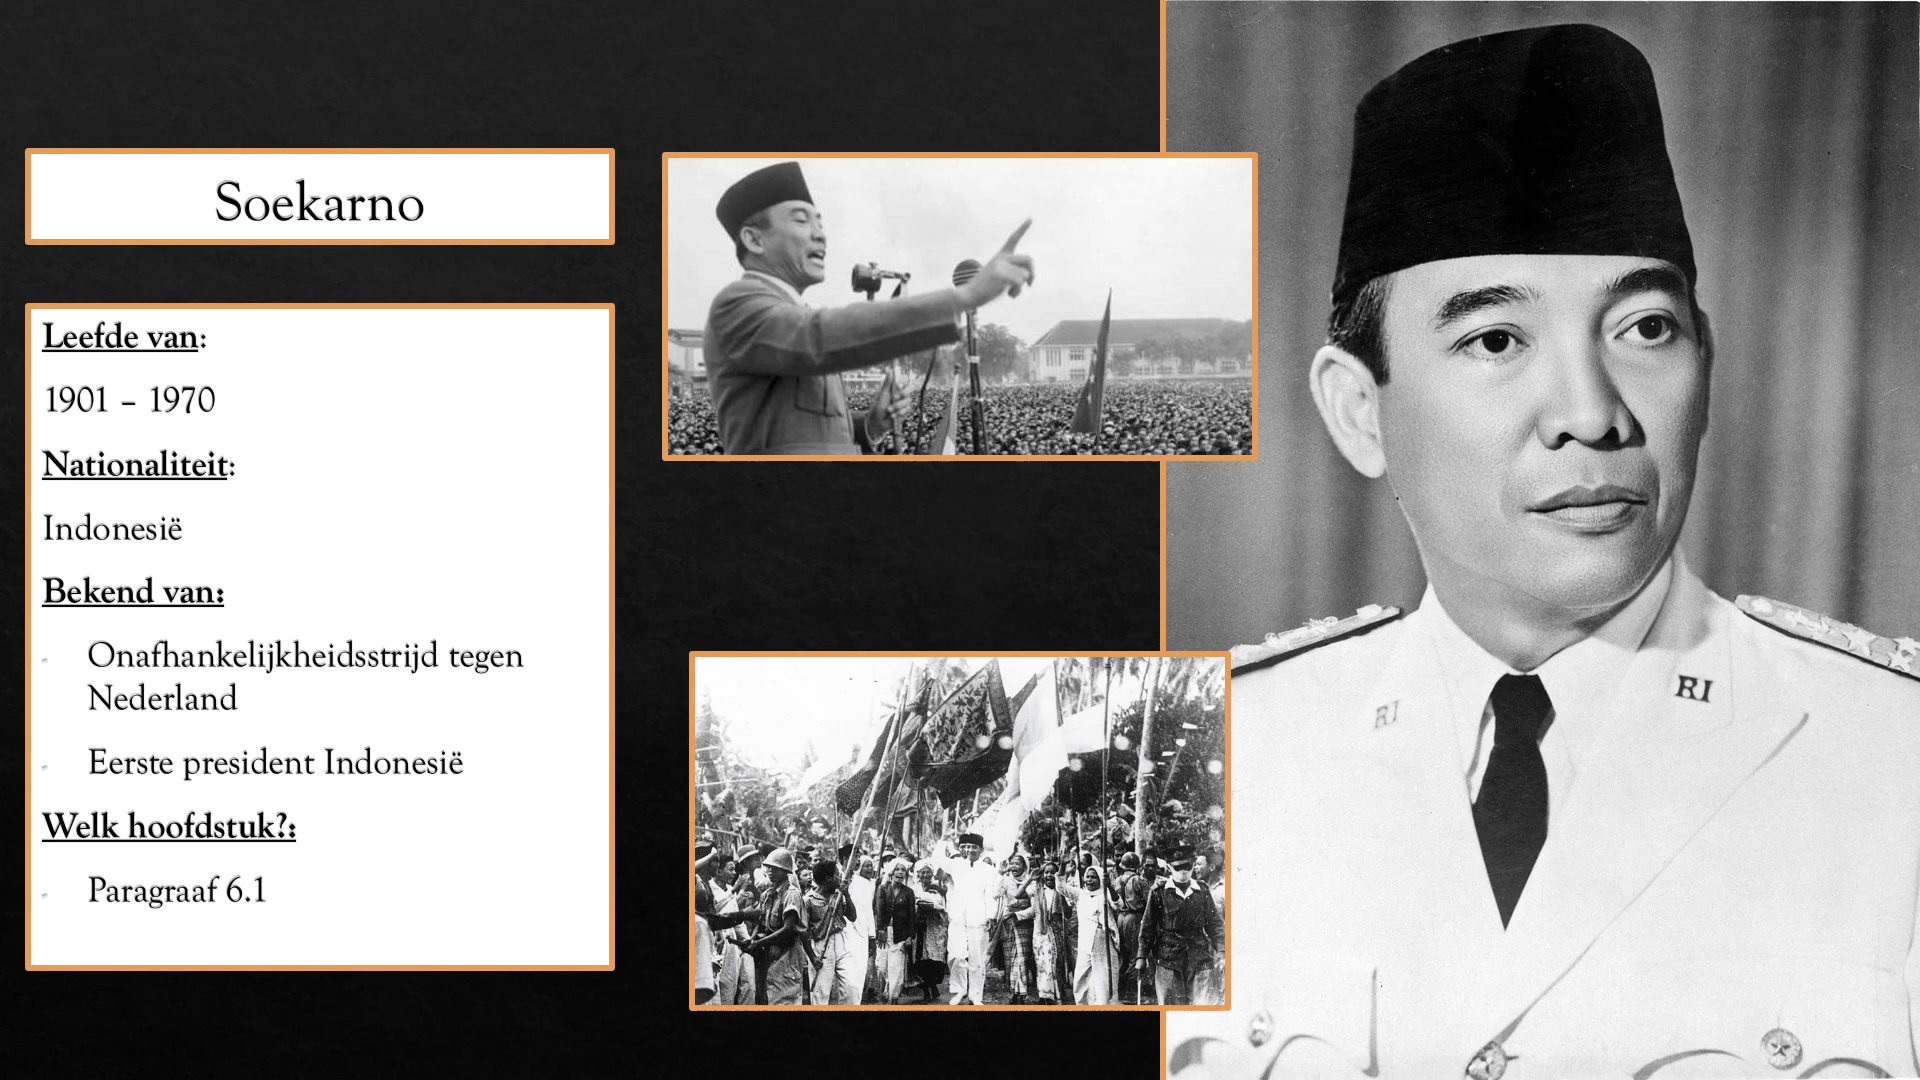 Soekarno
Leefde van:
1901 – 1970
Nationaliteit:
Indonesië
Bekend van:
- Onafhankelijkheidsstrijd tegen
Nederland
- Eerste president Indonesië
Welk hoofdstuk?:
- Paragraaf 6.1
RI
RI